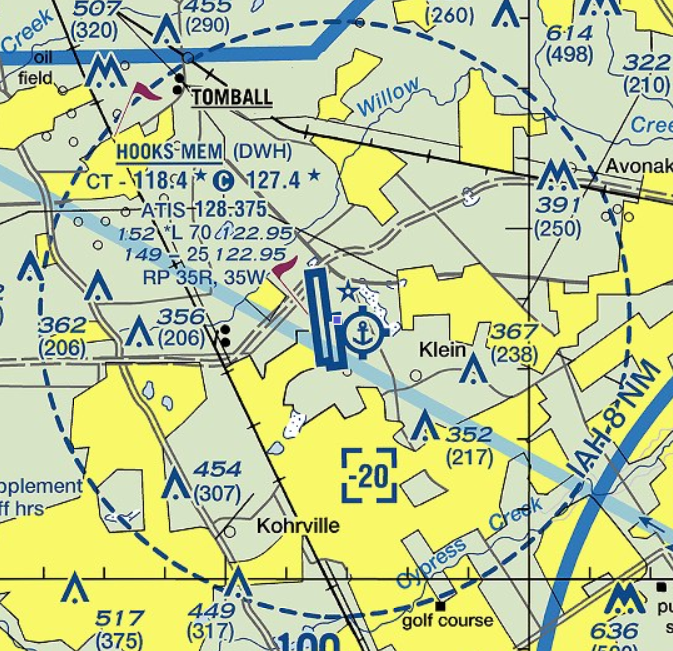 507
(320)
455
(290)
(260)
614
(498)
322
(210)
Creek
oil
field
TOMBALL
Willow
Cree
HOOKS MEM (DWH)
CT - 118.4 * C 127.4 *
ATIS 128.375
152 *L 70 122.95
149 - 25 122.95
RP 35R, 35W
Avonak
391
(250)
362
(206)
356
(206)
Klein
367
(238)
IAH-8 NM
352
(217)
-20
454
(307)
pplement
ff hrs
Kohrville
Cypress Creek
517
(375)
449
(317)
100
golf course
pu
s
636